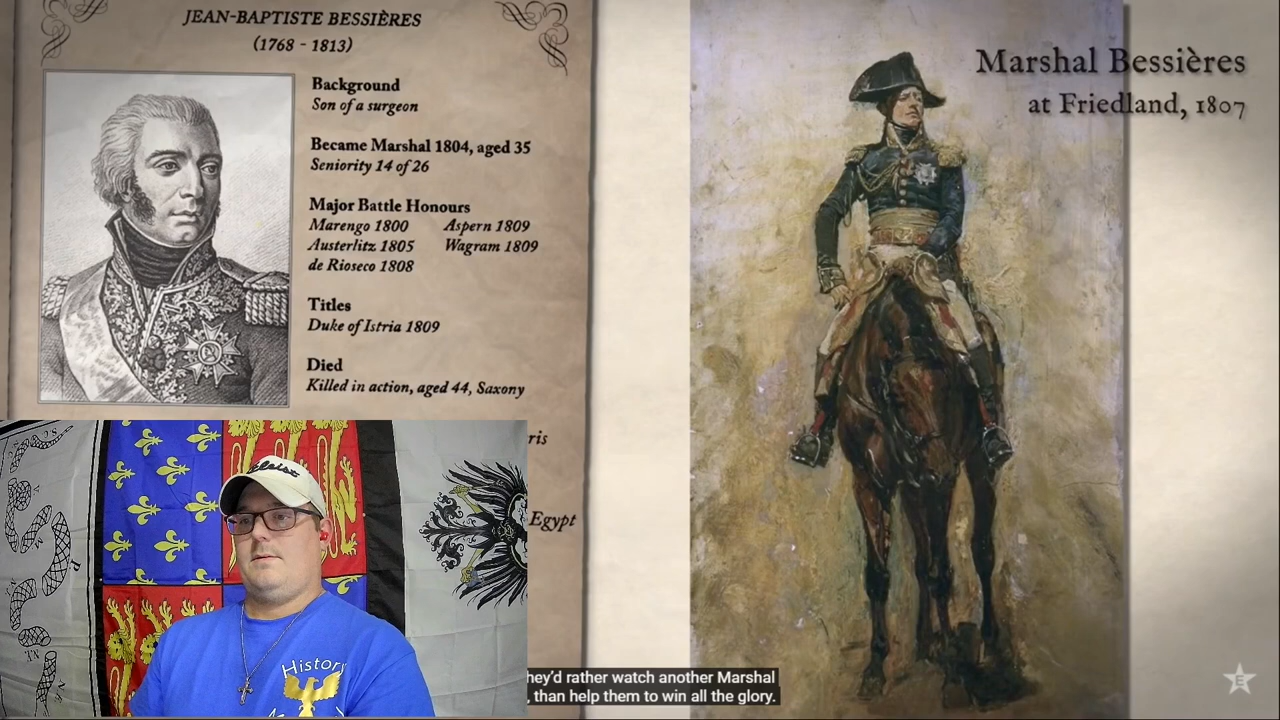 JEAN-BAPTISTE BESSIÈRES
(1768 - 1813)
Background
Son of a surgeon
Became Marshal 1804, aged 35
Seniority 14 of 26
Major Battle Honours
Marengo 1800 Aspern 1809
Austerlitz 1805 Wagram 1809
de Rioseco 1808
Titles
Duke of Istria 1809
Died
Killed in action, aged 44, Saxony
ris
Egypt
Marshal Bessières
at Friedland, 1807
Titleist
History
hey'd rather watch another Marshal
, than help them to win all the glory.
E